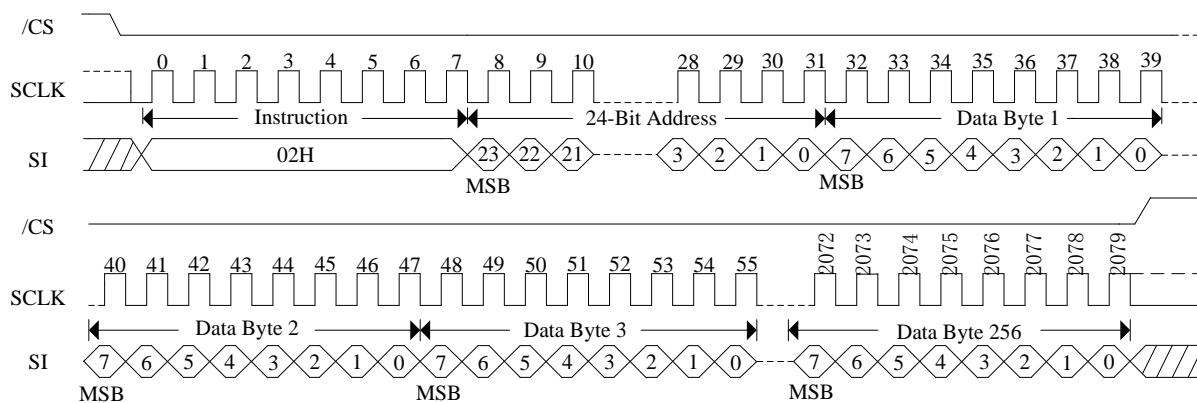 /CS
0 1 2 3 4 5 6 7 8 9 10 28 29 30 31 32 33 34 35 36 37 38 39
SCLK
Instruction 24-Bit Address Data Byte 1
SI 02H 23 22 21 3 2 1 0 7 6 5 4 3 2 1 0
MSB MSB
/CS
40 41 42 43 44 45 46 47 48 49 50 51 52 53 54 55 2072 2073 2074 2075 2076 2077 2078 2079
SCLK
Data Byte 2 Data Byte 3 Data Byte 256
SI 7 6 5 4 3 2 1 0 7 6 5 4 3 2 1 0 7 6 5 4 3 2 1 0
MSB MSB MSB